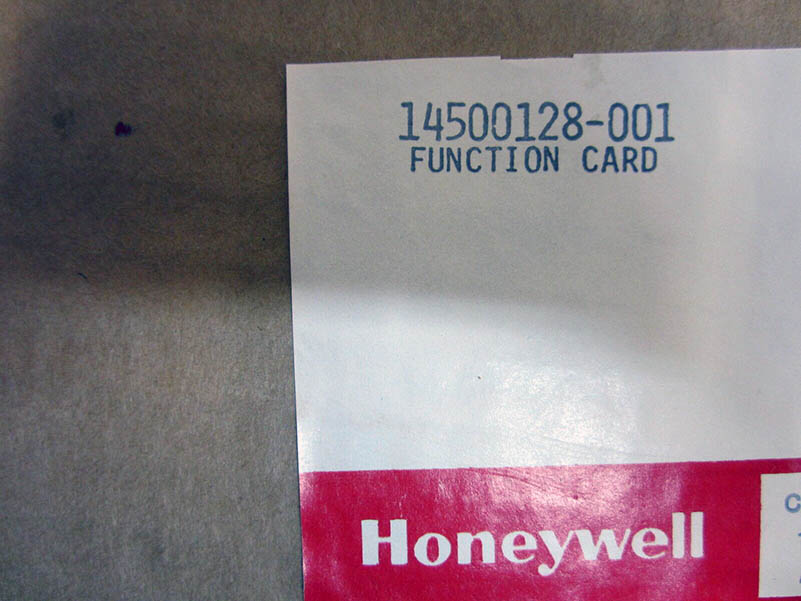 14500128-001
FUNCTION CARD
Honeywell